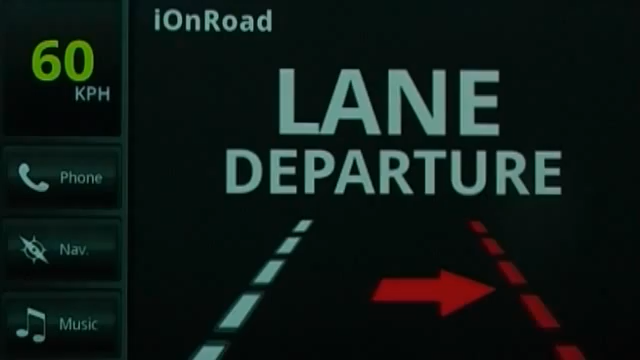 iOnRoad
60
KPH
LANE
DEPARTURE
Phone
Nav.
Music